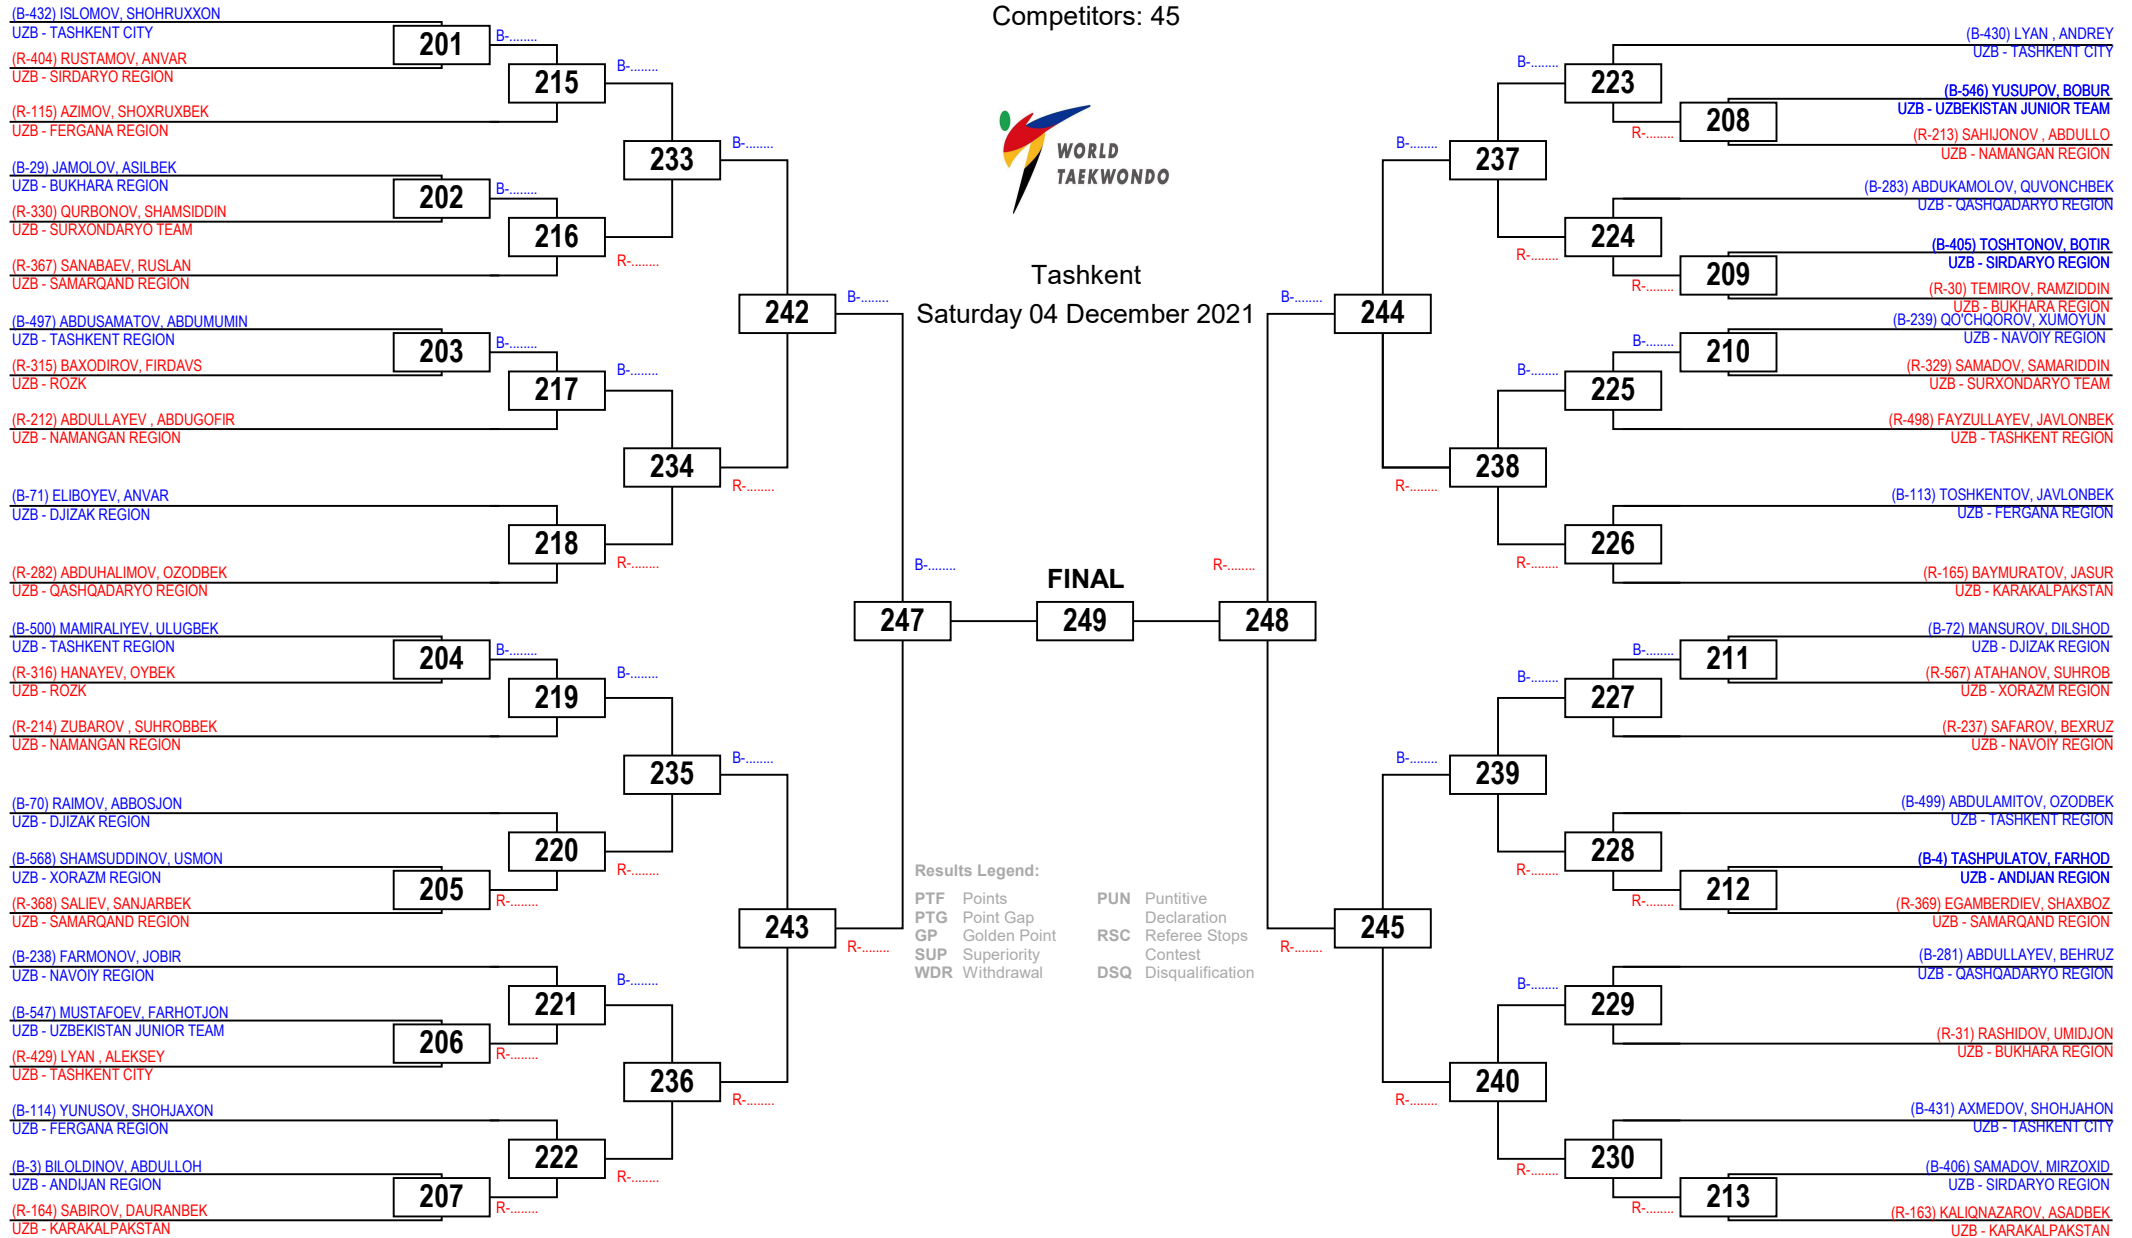 Competitors: 45
WORLD
TAEKWONDO
Tashkent
Saturday 04 December 2021
(B-432) ISLOMOV, SHOHRUXXON
UZB - TASHKENT CITY
201
B-........
(R-404) RUSTAMOV, ANVAR
UZB - SIRDARYO REGION
215
B-........
(R-115) AZIMOV, SHOXRUXBEK
UZB - FERGANA REGION
233
B-........
(B-29) JAMOLOV, ASILBEK
UZB - BUKHARA REGION
202
B-........
(R-330) QURBONOV, SHAMSIDDIN
UZB - SURXONDARYO TEAM
216
R-........
(R-367) SANABAEV, RUSLAN
UZB - SAMARQAND REGION
242
B-........
(B-497) ABDUSAMATOV, ABDUMUMIN
UZB - TASHKENT REGION
203
B-........
(R-315) BAXODIROV, FIRDAVS
UZB - ROZK
217
B-........
(R-212) ABDULLAYEV , ABDUGOFIR
UZB - NAMANGAN REGION
234
R-........
(B-71) ELIBOYEV, ANVAR
UZB - DJIZAK REGION
218
R-........
(R-282) ABDUHALIMOV, OZODBEK
UZB - QASHQADARYO REGION
B-........
247
(B-500) MAMIRALIYEV, ULUGBEK
UZB - TASHKENT REGION
204
B-........
(R-316) HANAYEV, OYBEK
UZB - ROZK
219
B-........
(R-214) ZUBAROV , SUHROBBEK
UZB - NAMANGAN REGION
235
B-........
(B-70) RAIMOV, ABBOSJON
UZB - DJIZAK REGION
220
R-........
(B-568) SHAMSUDDINOV, USMON
UZB - XORAZM REGION
205
R-........
(R-368) SALIEV, SANJARBEK
UZB - SAMARQAND REGION
243
R-........
(B-238) FARMONOV, JOBIR
UZB - NAVOIY REGION
221
B-........
(B-547) MUSTAFOEV, FARHOTJON
UZB - UZBEKISTAN JUNIOR TEAM
206
R-........
(R-429) LYAN , ALEKSEY
UZB - TASHKENT CITY
236
R-........
(B-114) YUNUSOV, SHOHJAXON
UZB - FERGANA REGION
222
R-........
(B-3) BILOLDINOV, ABDULLOH
UZB - ANDIJAN REGION
207
R-........
(R-164) SABIROV, DAURANBEK
UZB - KARAKALPAKSTAN
FINAL
249
Results Legend:
PTF Points
PTG Point Gap
GP Golden Point
SUP Superiority
WDR Withdrawal
PUN Puntitive
Declaration
RSC Referee Stops
Contest
DSQ Disqualification
(B-430) LYAN , ANDREY
UZB - TASHKENT CITY
B-........
223
(B-546) YUSUPOV, BOBUR
UZB - UZBEKISTAN JUNIOR TEAM
R-........
208
(R-213) SAHIJONOV , ABDULLO
UZB - NAMANGAN REGION
B-........
237
(B-283) ABDUKAMOLOV, QUVONCHBEK
UZB - QASHQADARYO REGION
R-........
224
(B-405) TOSHTONOV, BOTIR
UZB - SIRDARYO REGION
R-........
209
(R-30) TEMIROV, RAMZIDDIN
UZB - BUKHARA REGION
B-........
244
(B-239) QO'CHQOROV, XUMOYUN
UZB - NAVOIY REGION
B-........
210
(R-329) SAMADOV, SAMARIDDIN
UZB - SURXONDARYO TEAM
B-........
225
(R-498) FAYZULLAYEV, JAVLONBEK
UZB - TASHKENT REGION
R-........
238
(B-113) TOSHKENTOV, JAVLONBEK
UZB - FERGANA REGION
R-........
226
(R-165) BAYMURATOV, JASUR
UZB - KARAKALPAKSTAN
R-........
248
(B-72) MANSUROV, DILSHOD
UZB - DJIZAK REGION
B-........
211
(R-567) ATAHANOV, SUHROB
UZB - XORAZM REGION
B-........
227
(R-237) SAFAROV, BEXRUZ
UZB - NAVOIY REGION
B-........
239
(B-499) ABDULAMITOV, OZODBEK
UZB - TASHKENT REGION
R-........
228
(B-4) TASHPULATOV, FARHOD
UZB - ANDIJAN REGION
R-........
212
(R-369) EGAMBERDIEV, SHAXBOZ
UZB - SAMARQAND REGION
R-........
245
(B-281) ABDULLAYEV, BEHRUZ
UZB - QASHQADARYO REGION
B-........
229
(R-31) RASHIDOV, UMIDJON
UZB - BUKHARA REGION
R-........
240
(B-431) AXMEDOV, SHOHJAHON
UZB - TASHKENT CITY
R-........
230
(B-406) SAMADOV, MIRZOXID
UZB - SIRDARYO REGION
R-........
213
(R-163) KALIQNAZAROV, ASADBEK
UZB - KARAKALPAKSTAN